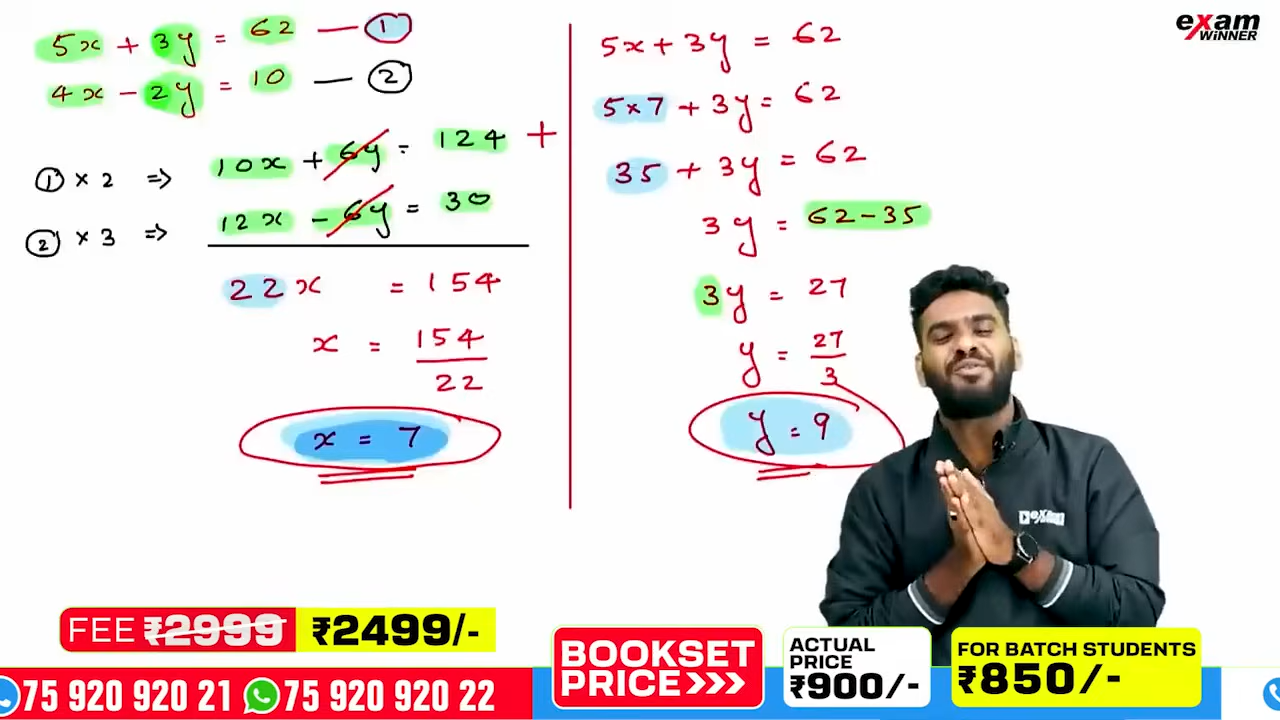 5x + 3y = 62 — ①
4x − 2y = 10 — ②
① × 2 ⇒ 10x + 6y = 124 +
② × 3 ⇒ 12x − 6y = 30
22x = 154
x = 154/22
x = 7
5x + 3y = 62
5×7 + 3y = 62
35 + 3y = 62
3y = 62 − 35
3y = 27
y = 27/3
y = 9
exam
WiNNER
exam
FEE ₹2999 ₹2499/-
75 920 920 21 75 920 920 22
BOOKSET
PRICE >>>
ACTUAL
PRICE
₹900/-
FOR BATCH STUDENTS
₹850/-